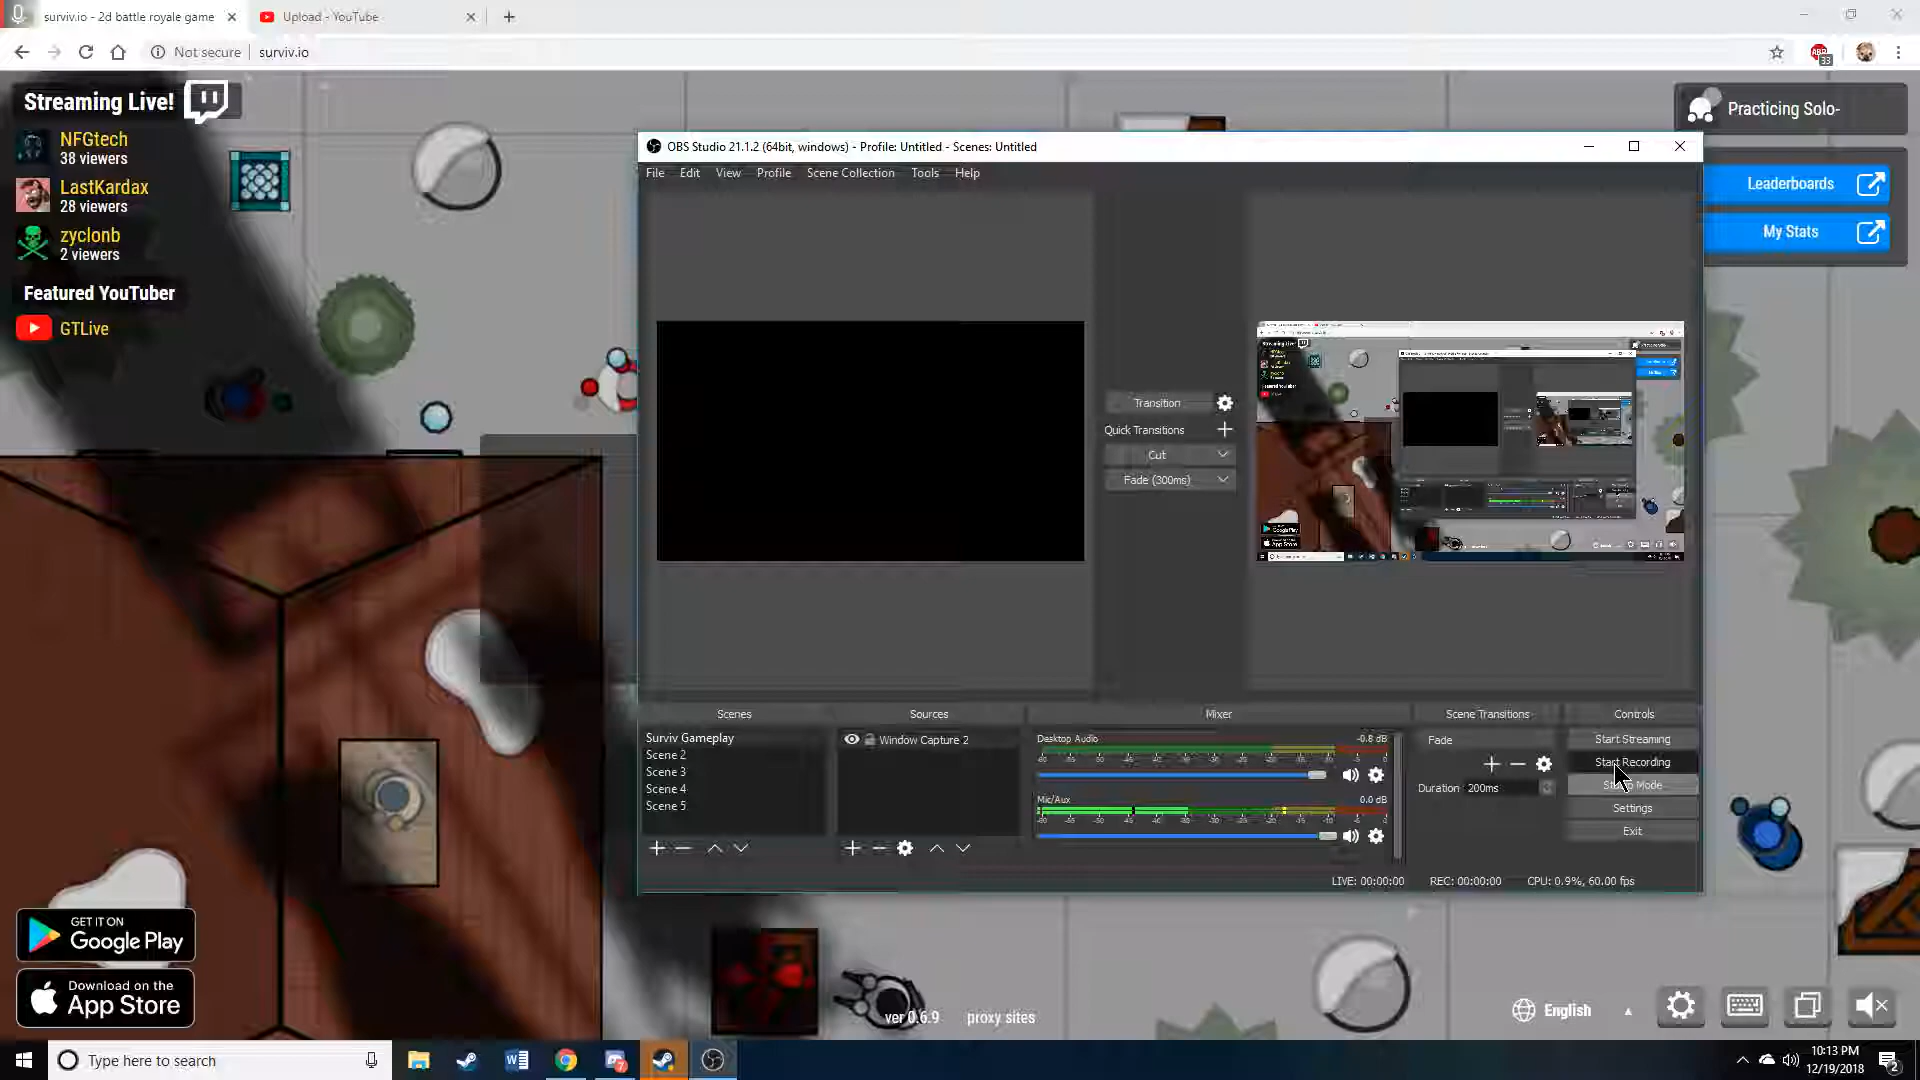 surviv.io - 2d battle royale game
Upload - YouTube
Not secure
surviv.io
33
Streaming Live!
NFGtech
38 viewers
LastKardax
28 viewers
zyclonb
2 viewers
Featured YouTuber
GTLive
Practicing Solo-
Leaderboards
My Stats
OBS Studio 21.1.2 (64bit, windows) - Profile: Untitled - Scenes: Untitled
File Edit View Profile Scene Collection Tools Help
Transition
Quick Transitions
Cut
Fade (300ms)
Scenes
Surviv Gameplay
Scene 2
Scene 3
Scene 4
Scene 5
Sources
Window Capture 2
Mixer
Desktop Audio -0.8 dB
Mic/Aux 0.0 dB
Scene Transitions
Fade
Duration 200ms
Controls
Start Streaming
Start Recording
Mode
Settings
Exit
LIVE: 00:00:00 REC: 00:00:00 CPU: 0.9%, 60.00 fps
GET IT ON
Google Play
Download on the
App Store
ver 0.6.9
proxy sites
English
Type here to search
10:13 PM
12/19/2018
2